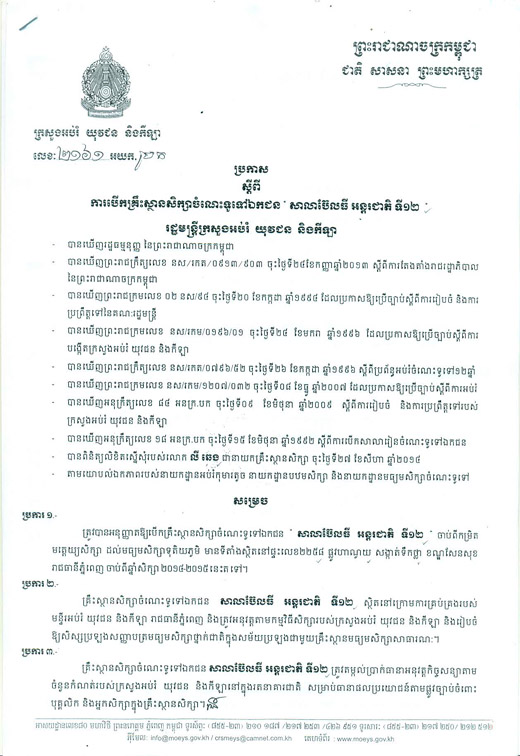 ព្រះរាជាណាចក្រកម្ពុជា
ជាតិ សាសនា ព្រះមហាក្សត្រ
ក្រសួងអប់រំ យុវជន និងកីឡា
លេខ: ២១៦១ អយក.
ប្រកាស
ស្តីពី
ការបើកគ្រឹះស្ថានសិក្សាចំណេះទូទៅឯកជន សាលាប៊ែលធី អន្តរជាតិ ទី១២
រដ្ឋមន្ត្រីក្រសួងអប់រំ យុវជន និងកីឡា
- បានឃើញរដ្ឋធម្មនុញ្ញ នៃព្រះរាជាណាចក្រកម្ពុជា
- បានឃើញព្រះរាជក្រឹត្យលេខ នស/រកត/០៩១៣/៩០៣ ចុះថ្ងៃទី២៤ខែកញ្ញាឆ្នាំ២០១៣ ស្តីពីការតែងតាំងរាជរដ្ឋាភិបាល
នៃព្រះរាជាណាចក្រកម្ពុជា
- បានឃើញព្រះរាជក្រមលេខ ០២ នស/៩៤ ចុះថ្ងៃទី២០ ខែកក្កដា ឆ្នាំ១៩៩៤ ដែលប្រកាសឱ្យប្រើច្បាប់ស្តីពីការរៀបចំ និងការ
ប្រព្រឹត្តទៅនៃគណៈរដ្ឋមន្ត្រី
- បានឃើញព្រះរាជក្រមលេខ នស/រកម/០១៩៦/០១ ចុះថ្ងៃទី២៤ ខែមករា ឆ្នាំ១៩៩៦ ដែលប្រកាសឱ្យប្រើច្បាប់ស្តីពីការ
បង្កើតក្រសួងអប់រំ យុវជន និងកីឡា
- បានឃើញព្រះរាជក្រឹត្យលេខ នស/រកត/០៧៩៦/៥២ ចុះថ្ងៃទី២៦ ខែកក្កដា ឆ្នាំ១៩៩៦ ស្តីពីប្រព័ន្ធអប់រំចំណេះទូទៅ១២ឆ្នាំ
- បានឃើញព្រះរាជក្រមលេខ នស/រកម/១២០៧/០៣២ ចុះថ្ងៃទី០៨ ខែធ្នូ ឆ្នាំ២០០៧ ដែលប្រកាសឱ្យប្រើច្បាប់ស្តីពីការអប់រំ
- បានឃើញអនុក្រឹត្យលេខ ៨៤ អនក្រ.បក ចុះថ្ងៃទី០៩ ខែមិថុនា ឆ្នាំ២០០៩ ស្តីពីការរៀបចំ និងការប្រព្រឹត្តទៅរបស់
ក្រសួងអប់រំ យុវជន និងកីឡា
- បានឃើញអនុក្រឹត្យលេខ ១៨ អនក្រ.បក ចុះថ្ងៃទី១៥ ខែមិថុនា ឆ្នាំ១៩៩២ ស្តីពីការបើកសាលារៀនចំណេះទូទៅឯកជន
- បានពិនិត្យលិខិតស្នើសុំរបស់លោក លី ឆេង ជានាយកគ្រឹះស្ថានសិក្សា ចុះថ្ងៃទី២៧ ខែសីហា ឆ្នាំ២០១៤
- តាមយោបល់ឯកភាពរបស់នាយកដ្ឋានអប់រំកុមារតូច នាយកដ្ឋានបឋមសិក្សា និងនាយកដ្ឋានមធ្យមសិក្សាចំណេះទូទៅ
សម្រេច
ប្រការ ១.-
ត្រូវបានអនុញ្ញាតឱ្យបើកគ្រឹះស្ថានសិក្សាចំណេះទូទៅឯកជន សាលាប៊ែលធី អន្តរជាតិ ទី១២ ចាប់ពីកម្រិត
មត្តេយ្យសិក្សា ដល់មធ្យមសិក្សាទុតិយភូមិ មានទីតាំងស្ថិតនៅផ្ទះលេខ២២៥៨ ផ្លូវហាណូយ សង្កាត់ទឹកថ្លា ខណ្ឌសែនសុខ
រាជធានីភ្នំពេញ ចាប់ពីឆ្នាំសិក្សា ២០១៤-២០១៥នេះត ទៅ។
ប្រការ ២.-
គ្រឹះស្ថានសិក្សាចំណេះទូទៅឯកជន សាលាប៊ែលធី អន្តរជាតិ ទី១២ ស្ថិតនៅក្រោមការគ្រប់គ្រងរបស់
មន្ទីរអប់រំ យុវជន និងកីឡា រាជធានីភ្នំពេញ និងត្រូវអនុវត្តតាមកម្មវិធីសិក្សារបស់ក្រសួងអប់រំ យុវជន និងកីឡា និងរៀបចំ
ឱ្យសិស្សប្រឡងសញ្ញាបត្រមធ្យមសិក្សាថ្នាក់ជាតិក្នុងសម័យប្រឡងជាមួយគ្រឹះស្ថានមធ្យមសិក្សាសាធារណៈ។
ប្រការ ៣.-
គ្រឹះស្ថានសិក្សាចំណេះទូទៅឯកជន សាលាប៊ែលធី អន្តរជាតិ ទី១២ ត្រូវតម្កល់ប្រាក់ធានាអនុវត្តកិច្ចសន្យាតាម
ចំនួនកំណត់របស់ក្រសួងអប់រំ យុវជន និងកីឡានៅក្នុងរតនាគារជាតិ សម្រាប់ធានាផលប្រយោជន៍តាមផ្លូវច្បាប់ចំពោះ
បុគ្គលិក និងអ្នកសិក្សាក្នុងគ្រឹះស្ថានសិក្សា។
អាសយដ្ឋានលេខ៨០ មហាវិថី ព្រះនរោត្តម ភ្នំពេញ កម្ពុជា ទូរស័ព្ទ: (៨៥៥-២៣) ២១០ ១៨៧ /២១៧ ២៥៣ /៦២៦ ៩៥១ ទូរសារ: (៨៥៥-២៣) ២១៧ ២៥០/ ២១២ ៥១២
អ៊ីម៉ែល: info@moeys.gov.kh / crsmeys@camnet.com.kh គេហទំព័រ : www.moeys.gov.kh